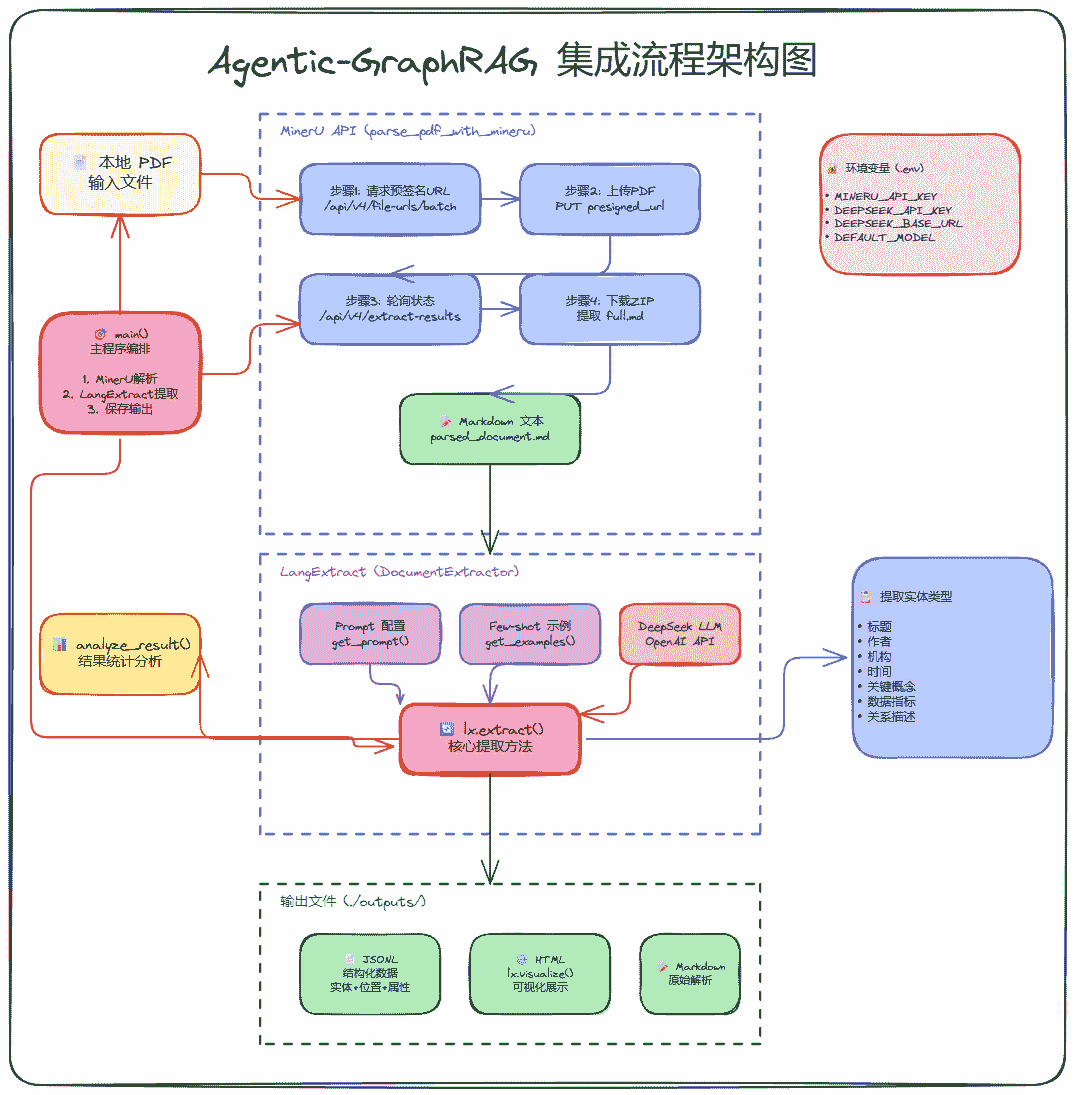 Agentic-GraphRAG 集成流程架构图
MinerU API (parse_pdf_with_mineru)
本地 PDF
输入文件
步骤1: 请求预签名URL
/api/v4/file-urls/batch
步骤2: 上传PDF
PUT presigned_url
环境变量 (.env)
• MINERU_API_KEY
• DEEPSEEK_API_KEY
• DEEPSEEK_BASE_URL
• DEFAULT_MODEL
步骤3: 轮询状态
/api/v4/extract-results
步骤4: 下载ZIP
提取 full.md
main()
主程序编排
1. MinerU解析
2. LangExtract提取
3. 保存输出
Markdown 文本
parsed_document.md
LangExtract (DocumentExtractor)
Prompt 配置
get_prompt()
Few-shot 示例
get_examples()
DeepSeek LLM
OpenAI API
提取实体类型
• 标题
• 作者
• 机构
• 时间
• 关键概念
• 数据指标
• 关系描述
analyze_result()
结果统计分析
lx.extract()
核心提取方法
输出文件 (./outputs/)
JSONL
结构化数据
实体+位置+属性
HTML
lx.visualize()
可视化展示
Markdown
原始解析